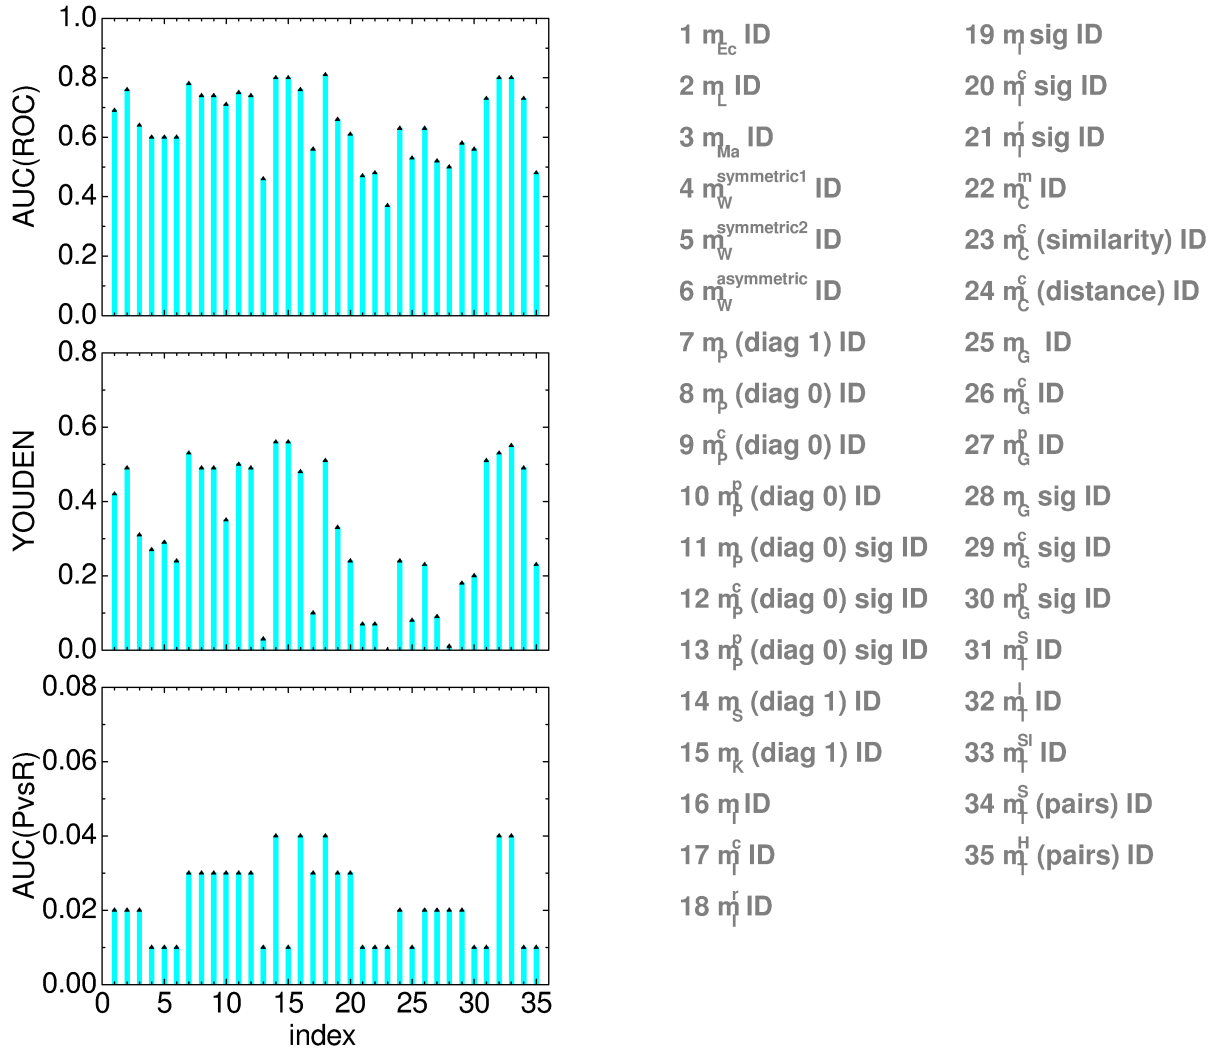 AUC(ROC)
1.0
0.8
0.6
0.4
0.2
0.0
YOUDEN
0.8
0.6
0.4
0.2
0.0
AUC(PvsR)
0.08
0.06
0.04
0.02
0.00
0 5 10 15 20 25 30 35
index
1 m_Ec ID
2 m_L ID
3 m_Ma ID
4 m_W^symmetric1 ID
5 m_W^symmetric2 ID
6 m_W^asymmetric ID
7 m_P (diag 1) ID
8 m_P (diag 0) ID
9 m_P^c (diag 0) ID
10 m_P^p (diag 0) ID
11 m_P (diag 0) sig ID
12 m_P^c (diag 0) sig ID
13 m_P^p (diag 0) sig ID
14 m_S (diag 1) ID
15 m_K (diag 1) ID
16 m_I ID
17 m_I^c ID
18 m_I^r ID
19 m_I sig ID
20 m_I^c sig ID
21 m_I^r sig ID
22 m_C^m ID
23 m_C^c (similarity) ID
24 m_C^c (distance) ID
25 m_G ID
26 m_G^c ID
27 m_G^p ID
28 m_G sig ID
29 m_G^c sig ID
30 m_G^p sig ID
31 m_T^S ID
32 m_T^I ID
33 m_T^SI ID
34 m_T^S (pairs) ID
35 m_T^H (pairs) ID